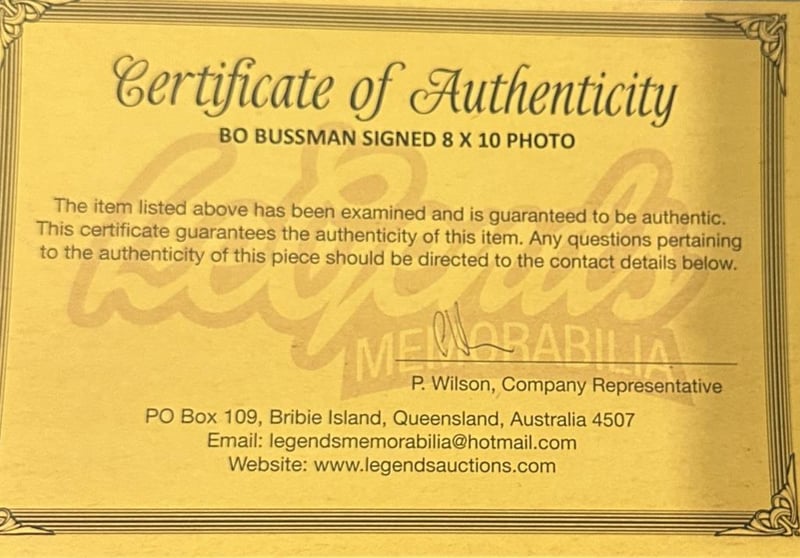 Certificate of Authenticity
BO BUSSMAN SIGNED 8 X 10 PHOTO
Legends
MEMORABILIA
The item listed above has been examined and is guaranteed to be authentic.
This certificate guarantees the authenticity of this item. Any questions pertaining
to the authenticity of this piece should be directed to the contact details below.
P. Wilson, Company Representative
PO Box 109, Bribie Island, Queensland, Australia 4507
Email: legendsmemorabilia@hotmail.com
Website: www.legendsauctions.com